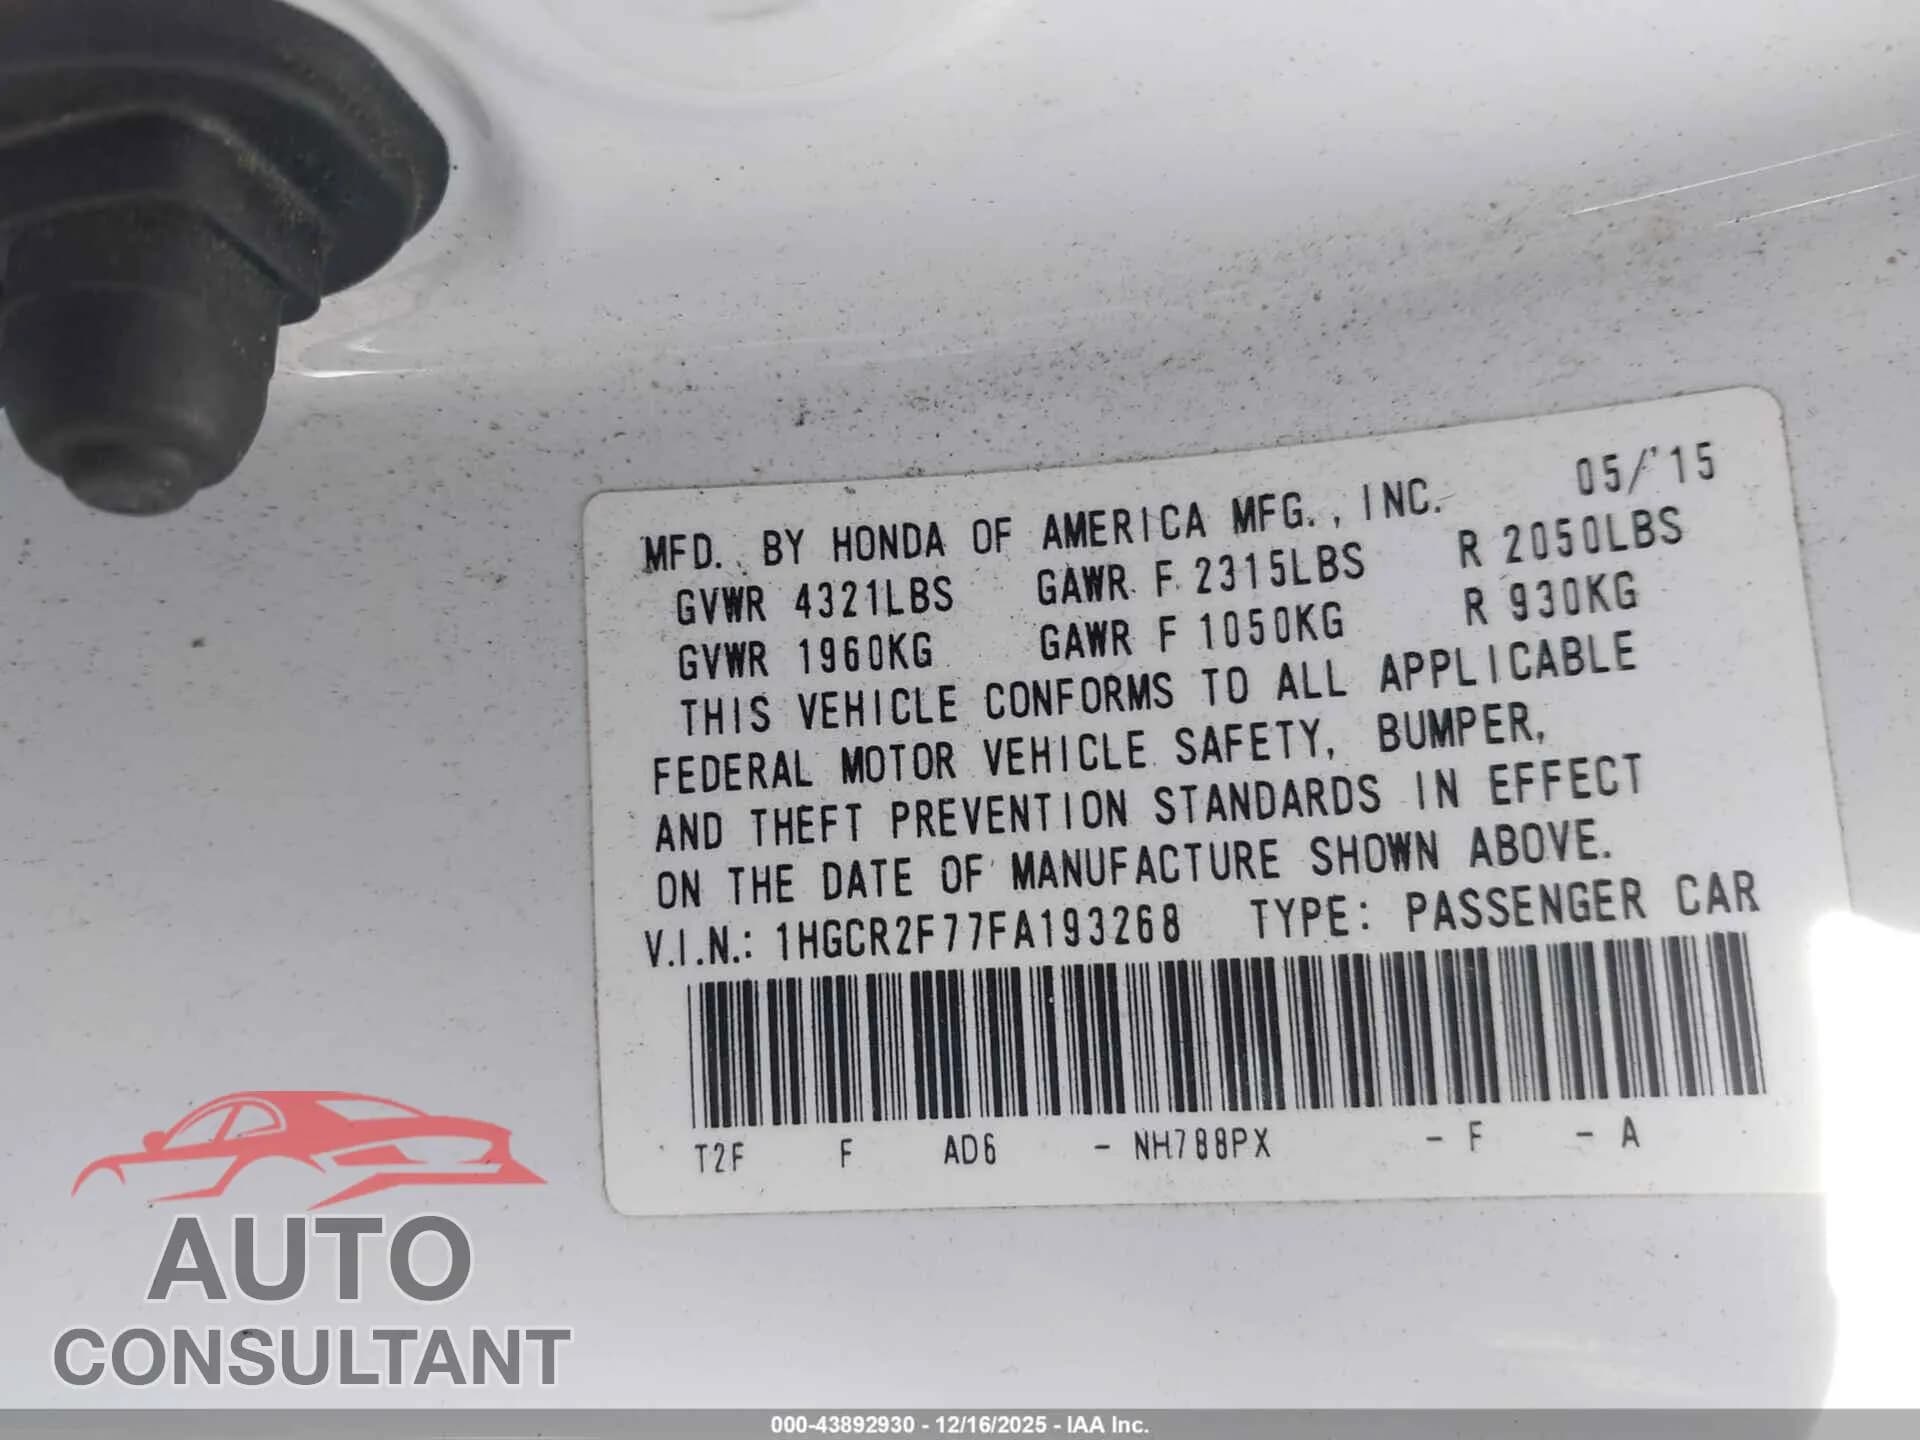 MFD. BY HONDA OF AMERICA MFG., INC. 05/'15
GVWR 4321LBS GAWR F 2315LBS R 2050LBS
GVWR 1960KG GAWR F 1050KG R 930KG
THIS VEHICLE CONFORMS TO ALL APPLICABLE
FEDERAL MOTOR VEHICLE SAFETY, BUMPER,
AND THEFT PREVENTION STANDARDS IN EFFECT
ON THE DATE OF MANUFACTURE SHOWN ABOVE.
V.I.N.: 1HGCR2F77FA193268 TYPE: PASSENGER CAR
T2F F AD6 - NH788PX - F - A
AUTO
CONSULTANT
000-43892930 - 12/16/2025 - IAA Inc.